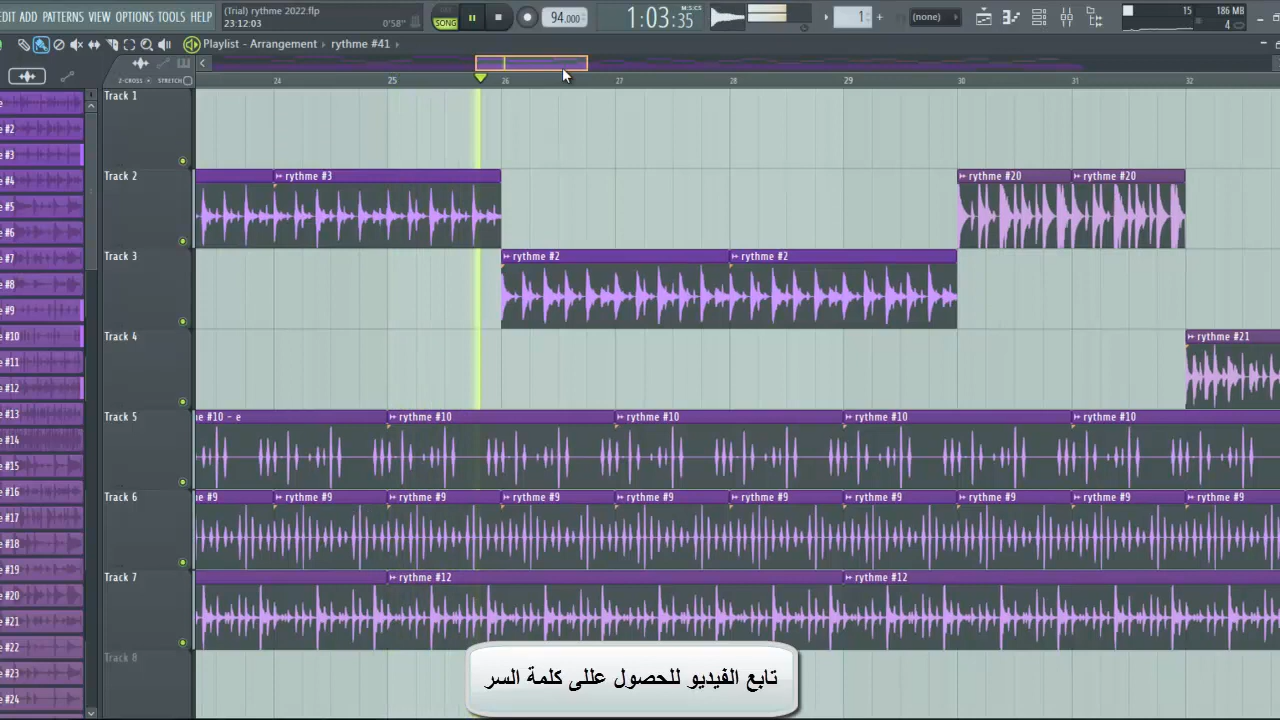 EDIT ADD PATTERNS VIEW OPTIONS TOOLS HELP
(Trial) rythme 2022.flp
23:12:03 0'58"
SONG
94.000
1:03:35
M:S:CS
1
(none)
15 186 MB
4
Playlist - Arrangement › rythme #41 ›
Z-CROSS STRETCH
24 25 26 27 28 29 30 31 32
Track 1
Track 2
rythme #3
rythme #20
rythme #20
Track 3
rythme #2
rythme #2
Track 4
rythme #21
Track 5
me #10 - e
rythme #10
rythme #10
rythme #10
rythme #10
Track 6
me #9
rythme #9
rythme #9
rythme #9
rythme #9
rythme #9
rythme #9
rythme #9
rythme #9
rythme #9
Track 7
rythme #12
rythme #12
Track 8
e
e #2
e #3
e #4
e #5
e #6
e #7
e #8
e #9
e #10
e #11
e #12
e #13
e #14
e #15
e #16
e #17
e #18
e #19
e #20
e #21
e #22
e #23
e #24
تابع الفيديو للحصول عللى كلمة السر